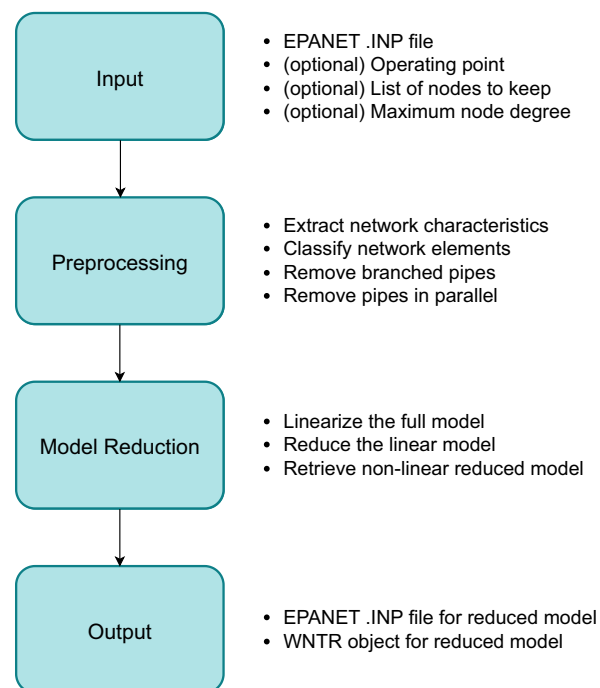 Input
• EPANET .INP file
• (optional) Operating point
• (optional) List of nodes to keep
• (optional) Maximum node degree
Preprocessing
• Extract network characteristics
• Classify network elements
• Remove branched pipes
• Remove pipes in parallel
Model Reduction
• Linearize the full model
• Reduce the linear model
• Retrieve non-linear reduced model
Output
• EPANET .INP file for reduced model
• WNTR object for reduced model